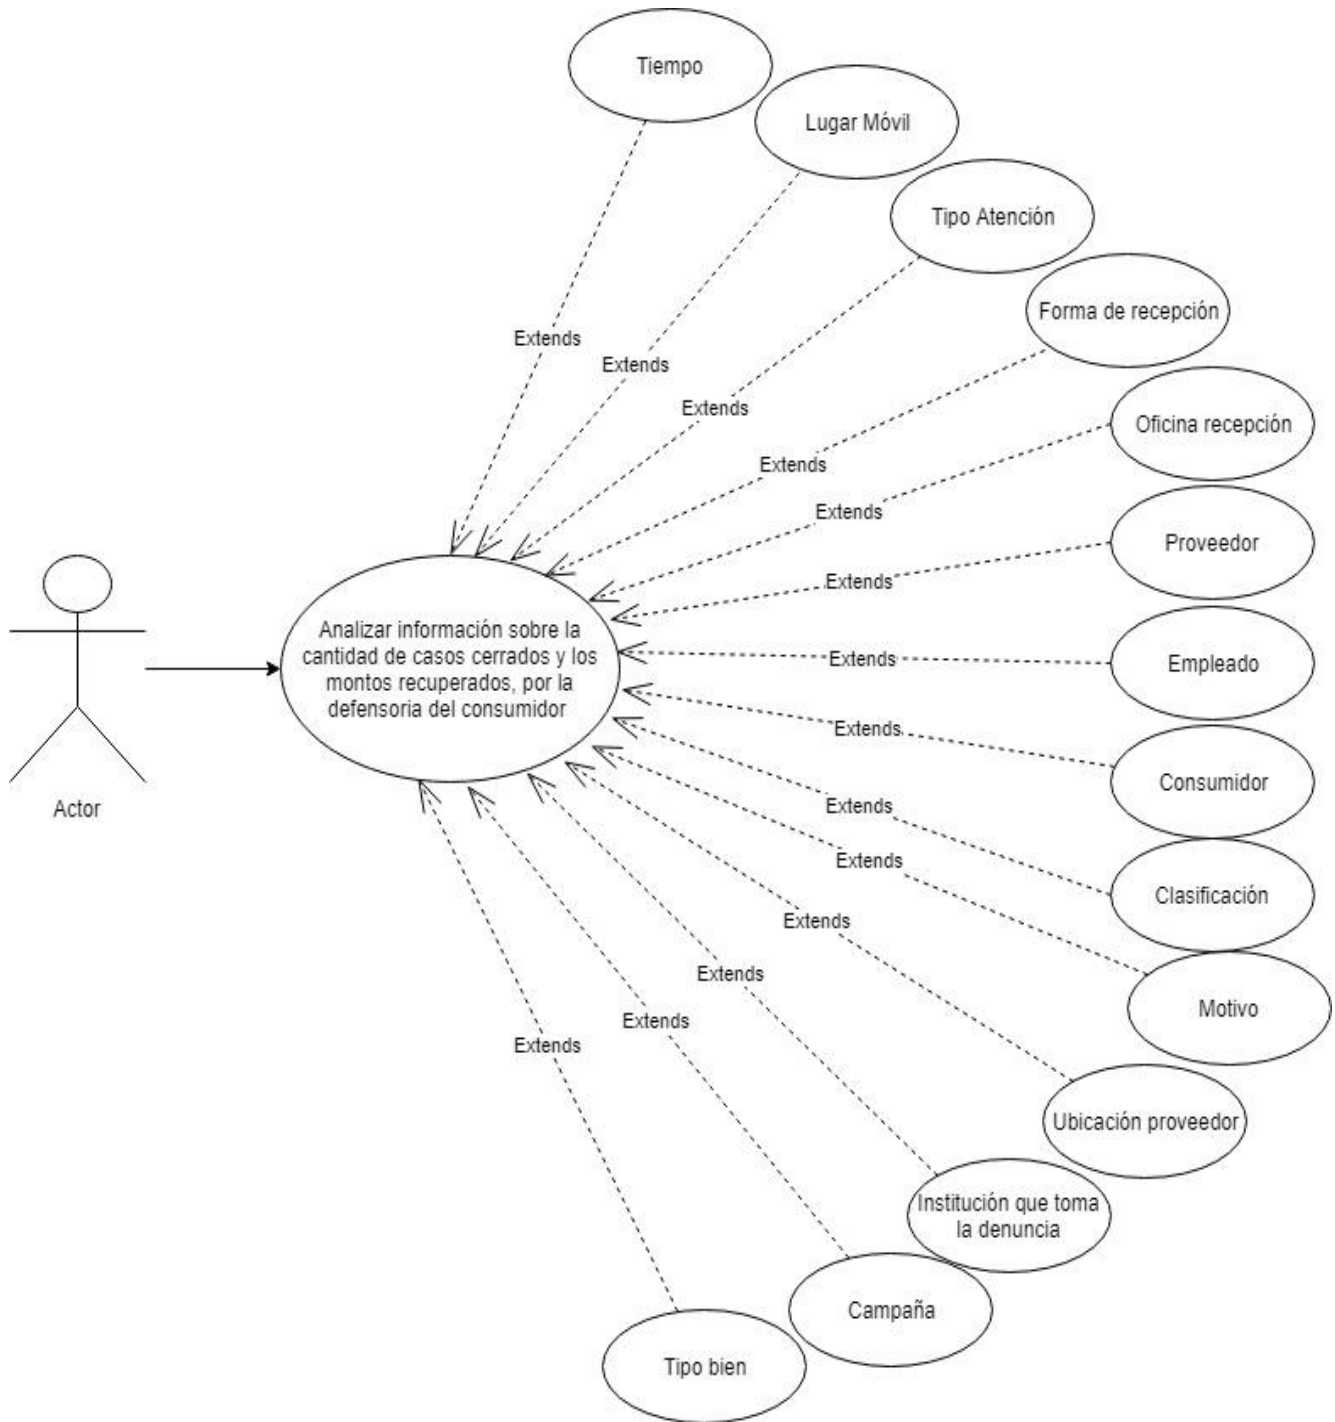 Tiempo
Lugar Móvil
Tipo Atención
Forma de recepción
Extends
Extends
Extends
Oficina recepción
Extends
Extends
Proveedor
Extends
Analizar información sobre la
cantidad de casos cerrados y los
montos recuperados, por la
defensoria del consumidor
Extends
Empleado
Extends
Consumidor
Actor
Extends
Clasificación
Extends
Extends
Motivo
Extends
Extends
Extends
Ubicación proveedor
Institución que toma
la denuncia
Campaña
Tipo bien